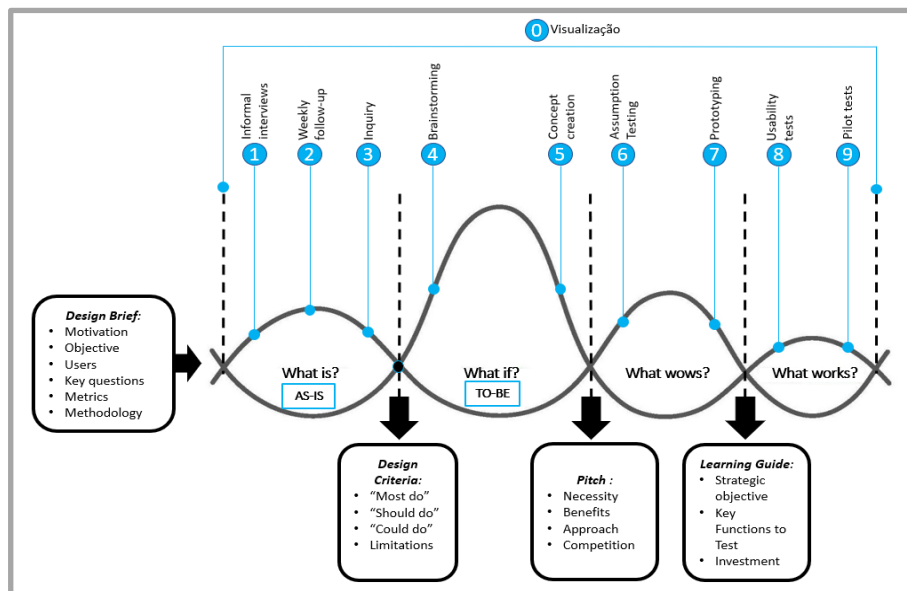 0 Visualização
Informal
interviews
1
Weekly
follow-up
2
Inquiry
3
Brainstorming
4
Concept
creation
5
Assumption
Testing
6
Prototyping
7
Usability
tests
8
Pilot tests
9
Design Brief:
• Motivation
• Objective
• Users
• Key questions
• Metrics
• Methodology
What is?
AS-IS
What if?
TO-BE
What wows?
What works?
Design
Criteria:
• “Most do”
• “Should do”
• “Could do”
• Limitations
Pitch :
• Necessity
• Benefits
• Approach
• Competition
Learning Guide:
• Strategic
objective
• Key
Functions to
Test
• Investment